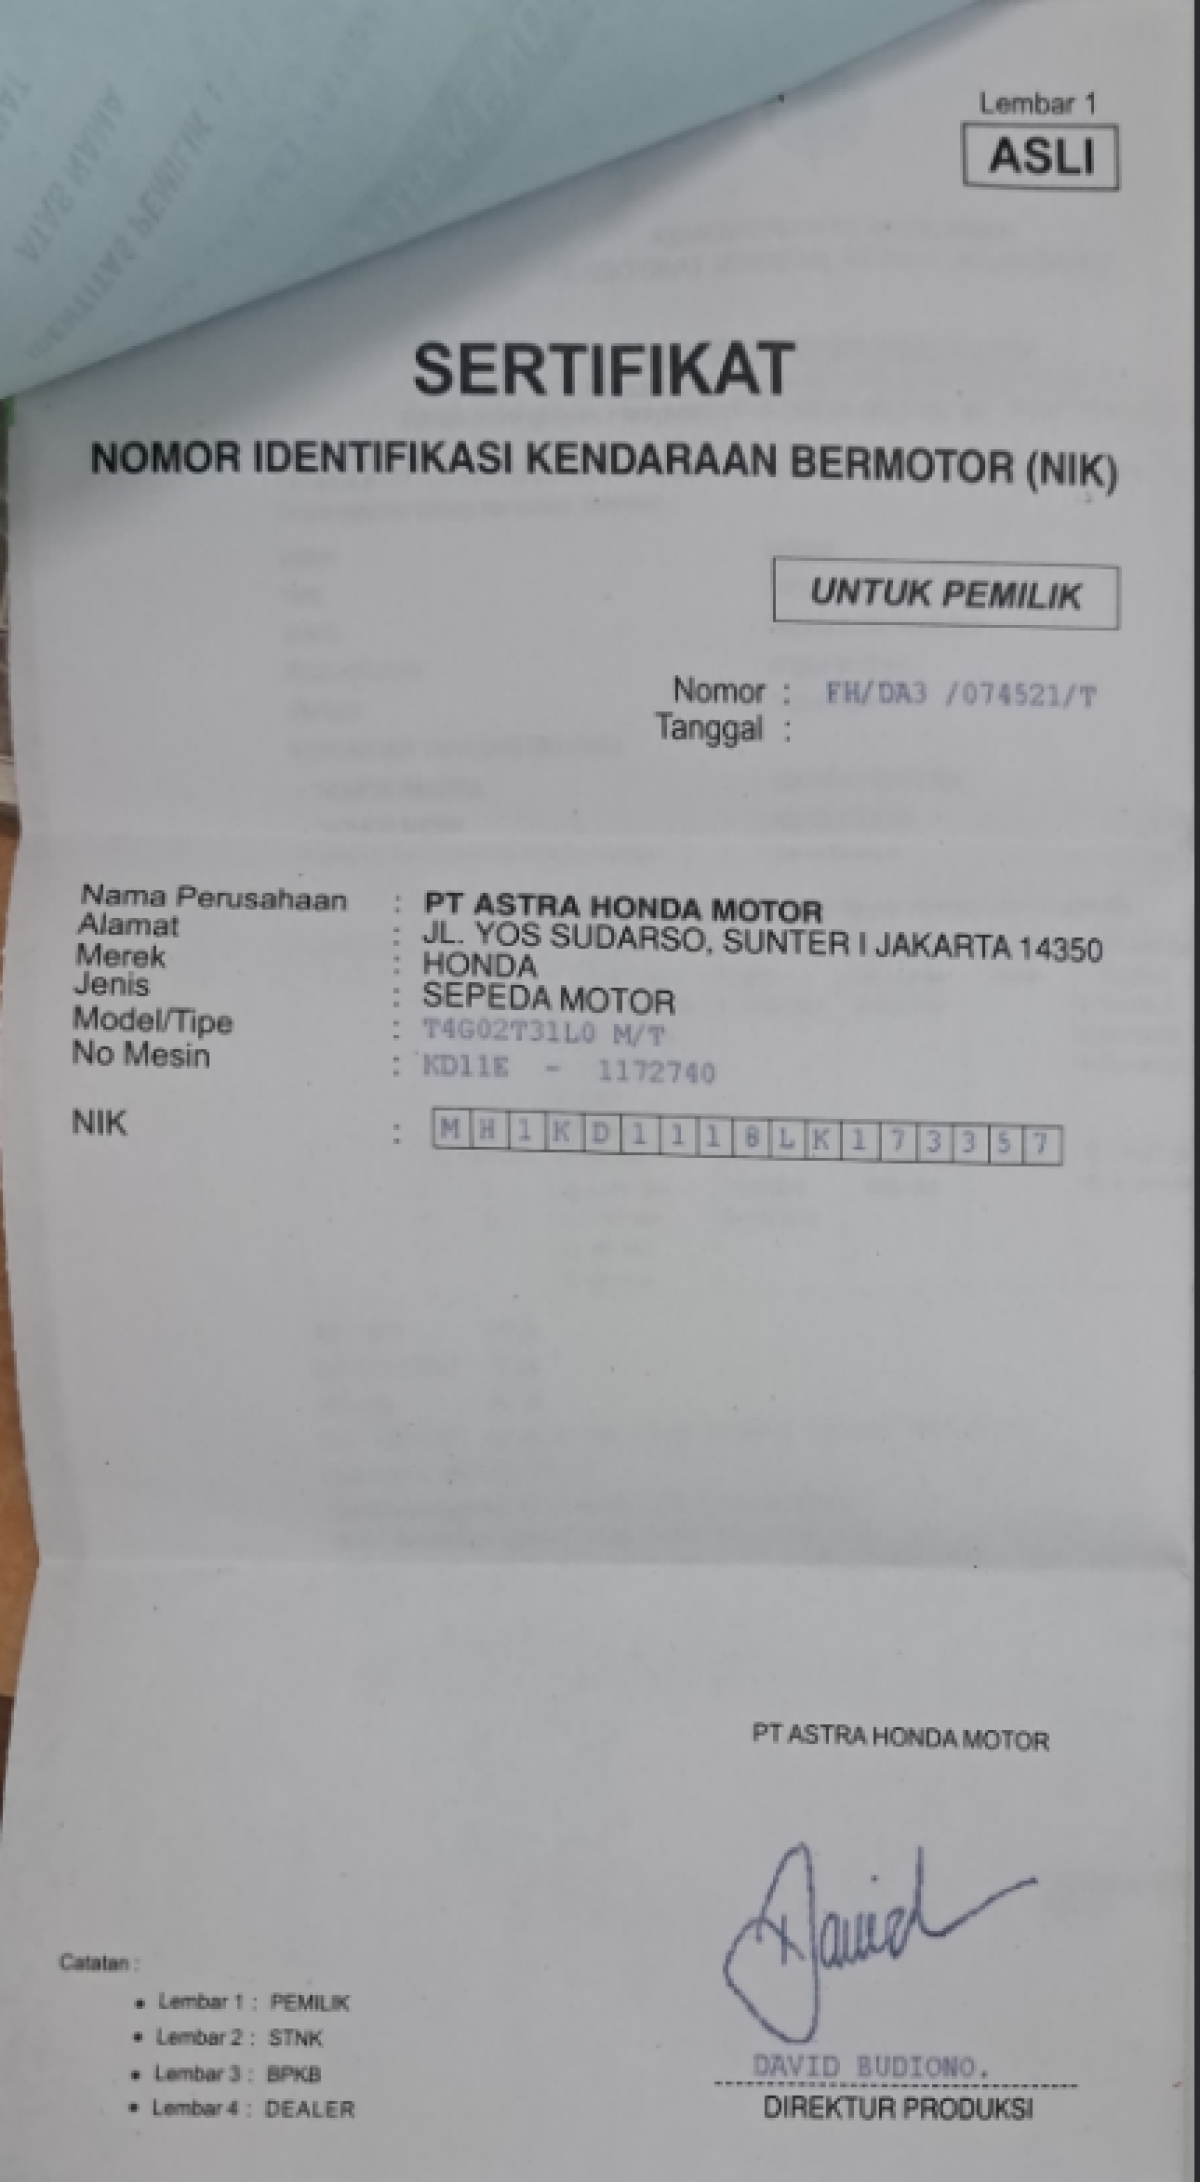 Lembar 1
ASLI
SERTIFIKAT
NOMOR IDENTIFIKASI KENDARAAN BERMOTOR (NIK)
UNTUK PEMILIK
Nomor : FH/DA3 /074521/T
Tanggal :
Nama Perusahaan : PT ASTRA HONDA MOTOR
Alamat : JL. YOS SUDARSO, SUNTER I JAKARTA 14350
Merek : HONDA
Jenis : SEPEDA MOTOR
Model/Tipe : T4G02T31L0 M/T
No Mesin : KD11E - 1172740
NIK : MH1KD1118LK173357
PT ASTRA HONDA MOTOR
David
DAVID BUDIONO.
DIREKTUR PRODUKSI
Catatan :
• Lembar 1 : PEMILIK
• Lembar 2 : STNK
• Lembar 3 : BPKB
• Lembar 4 : DEALER